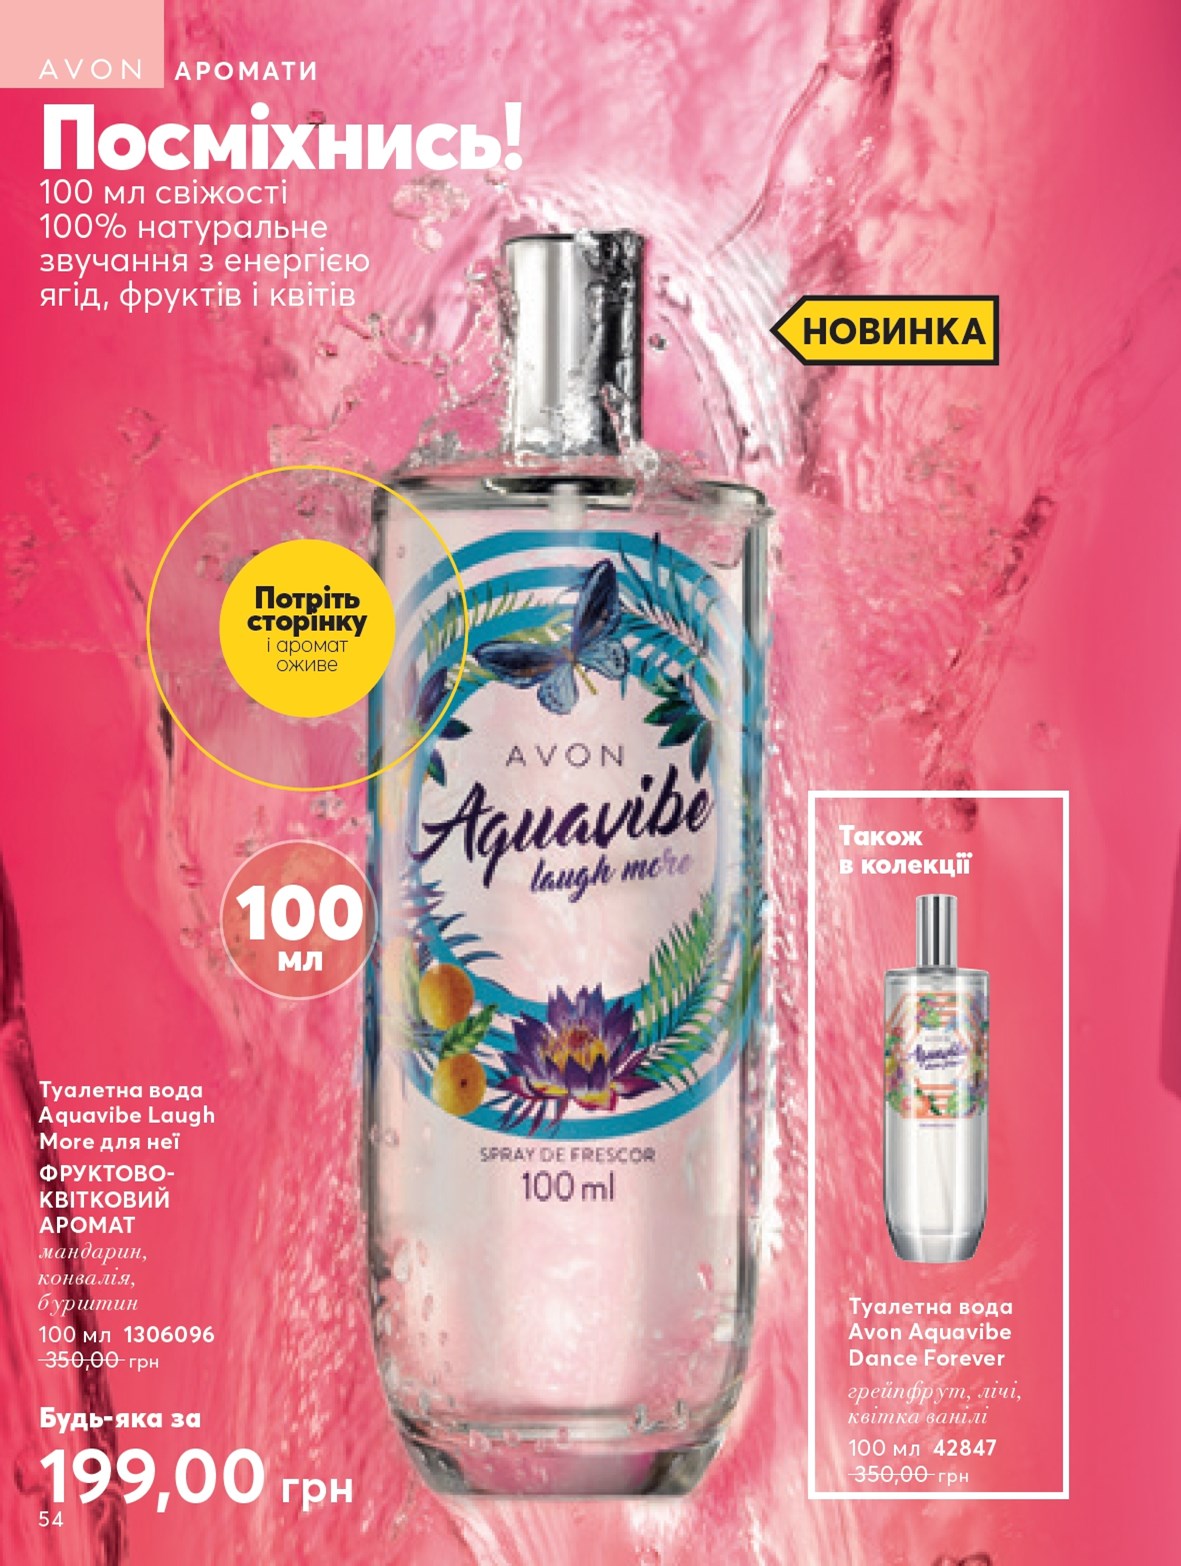 AVON АРОМАТИ
Посміхнись!
100 мл свіжості
100% натуральне
звучання з енергією
ягід, фруктів і квітів
НОВИНКА
Потріть
сторінку
і аромат
оживе
AVON
Aquavibe
laugh more
100
мл
SPRAY DE FRESCOR
100 ml
Також
в колекції
AVON
Aquavibe
Туалетна вода
Aquavibe Laugh
More для неї
ФРУКТОВО-
КВІТКОВИЙ
АРОМАТ
мандарин,
конвалія,
бурштин
100 мл 1306096
350,00 грн
Будь-яка за
199,00 грн
54
Туалетна вода
Avon Aquavibe
Dance Forever
грейпфрут, лічі,
квітка ванілі
100 мл 42847
350,00 грн